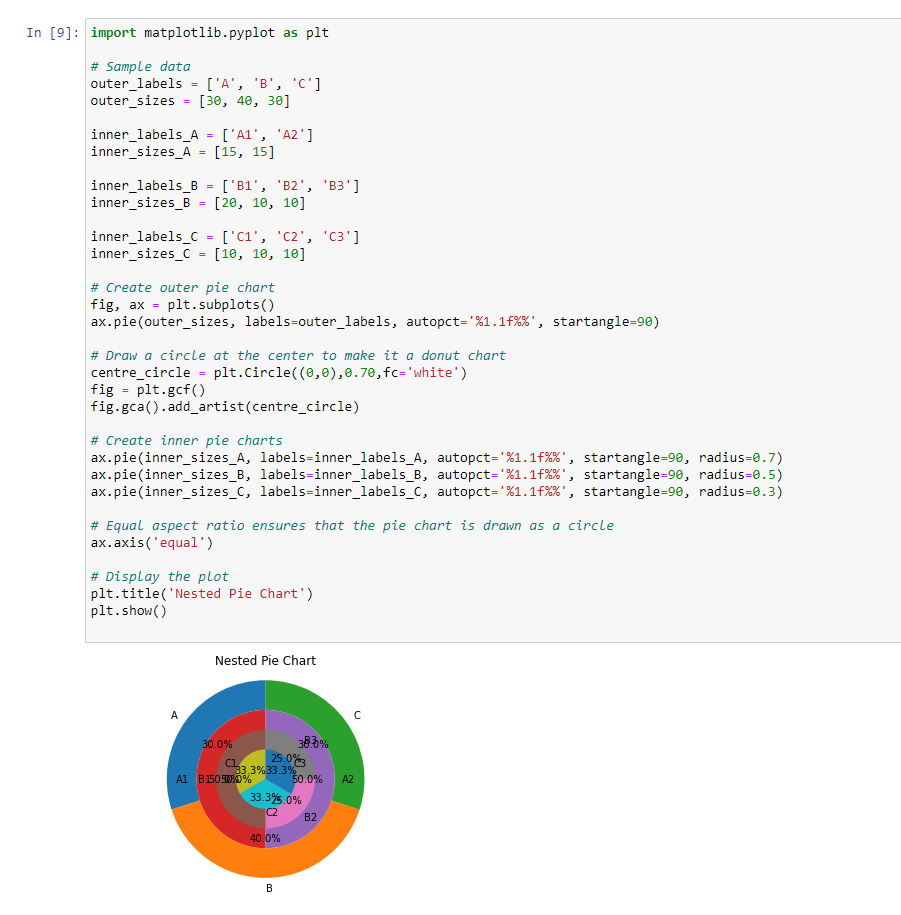 In [9]: import matplotlib.pyplot as plt
# Sample data
outer_labels = ['A', 'B', 'C']
outer_sizes = [30, 40, 30]
inner_labels_A = ['A1', 'A2']
inner_sizes_A = [15, 15]
inner_labels_B = ['B1', 'B2', 'B3']
inner_sizes_B = [20, 10, 10]
inner_labels_C = ['C1', 'C2', 'C3']
inner_sizes_C = [10, 10, 10]
# Create outer pie chart
fig, ax = plt.subplots()
ax.pie(outer_sizes, labels=outer_labels, autopct='%1.1f%%', startangle=90)
# Draw a circle at the center to make it a donut chart
centre_circle = plt.Circle((0,0),0.70,fc='white')
fig = plt.gcf()
fig.gca().add_artist(centre_circle)
# Create inner pie charts
ax.pie(inner_sizes_A, labels=inner_labels_A, autopct='%1.1f%%', startangle=90, radius=0.7)
ax.pie(inner_sizes_B, labels=inner_labels_B, autopct='%1.1f%%', startangle=90, radius=0.5)
ax.pie(inner_sizes_C, labels=inner_labels_C, autopct='%1.1f%%', startangle=90, radius=0.3)
# Equal aspect ratio ensures that the pie chart is drawn as a circle
ax.axis('equal')
# Display the plot
plt.title('Nested Pie Chart')
plt.show()
Nested Pie Chart
A
C
30.0%
B3
30.0%
25.0%
C1
C3
33.3%
33.3%
A1
B1
50.0%
50.0%
50.0%
A2
33.3%
25.0%
C2
B2
40.0%
B